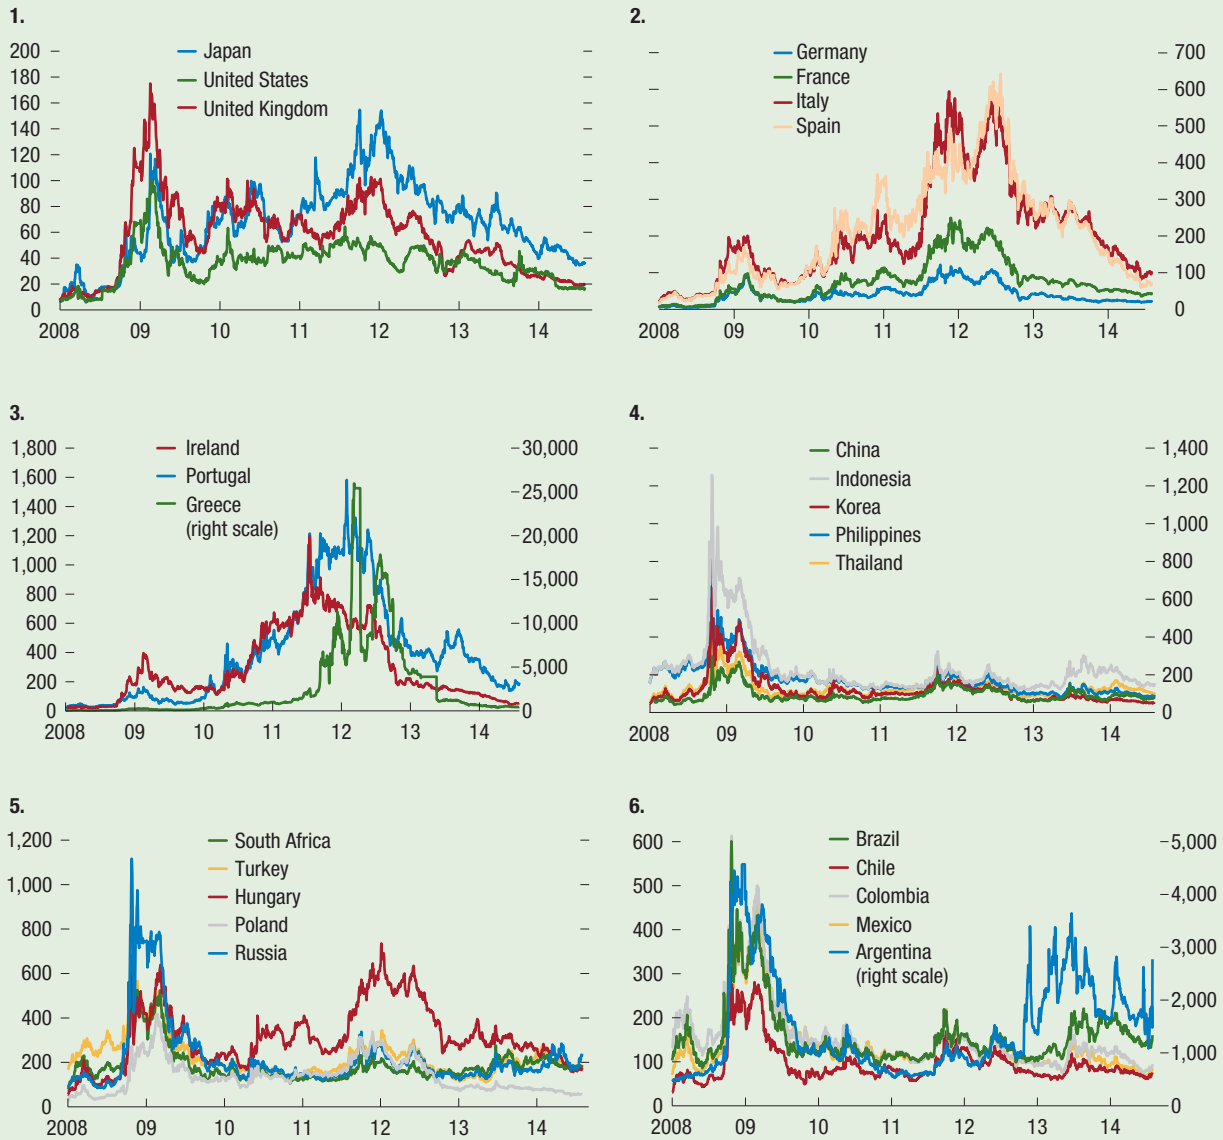 1.
200
180
160
140
120
100
80
60
40
20
0
Japan
United States
United Kingdom
2008 09 10 11 12 13 14
2.
Germany
France
Italy
Spain
700
600
500
400
300
200
100
0
2008 09 10 11 12 13 14
3.
1,800
1,600
1,400
1,200
1,000
800
600
400
200
0
Ireland
Portugal
Greece
(right scale)
30,000
25,000
20,000
15,000
10,000
5,000
0
2008 09 10 11 12 13 14
4.
China
Indonesia
Korea
Philippines
Thailand
1,400
1,200
1,000
800
600
400
200
0
2008 09 10 11 12 13 14
5.
1,200
1,000
800
600
400
200
0
South Africa
Turkey
Hungary
Poland
Russia
2008 09 10 11 12 13 14
6.
600
500
400
300
200
100
0
Brazil
Chile
Colombia
Mexico
Argentina
(right scale)
5,000
4,000
3,000
2,000
1,000
0
2008 09 10 11 12 13 14